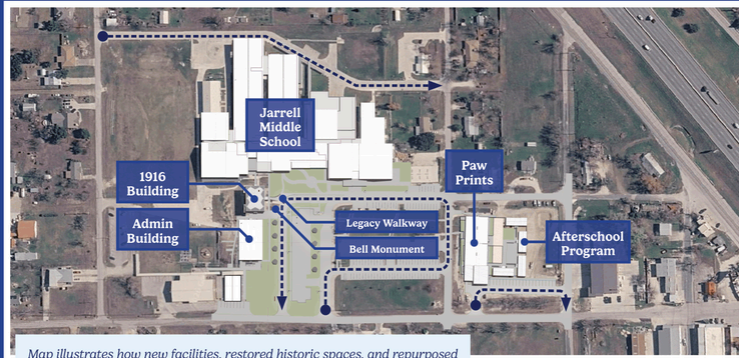 Jarrell
Middle
School
1916
Building
Paw
Prints
Admin
Building
Legacy Walkway
Bell Monument
Afterschool
Program
Map illustrates how new facilities, restored historic spaces, and repurposed